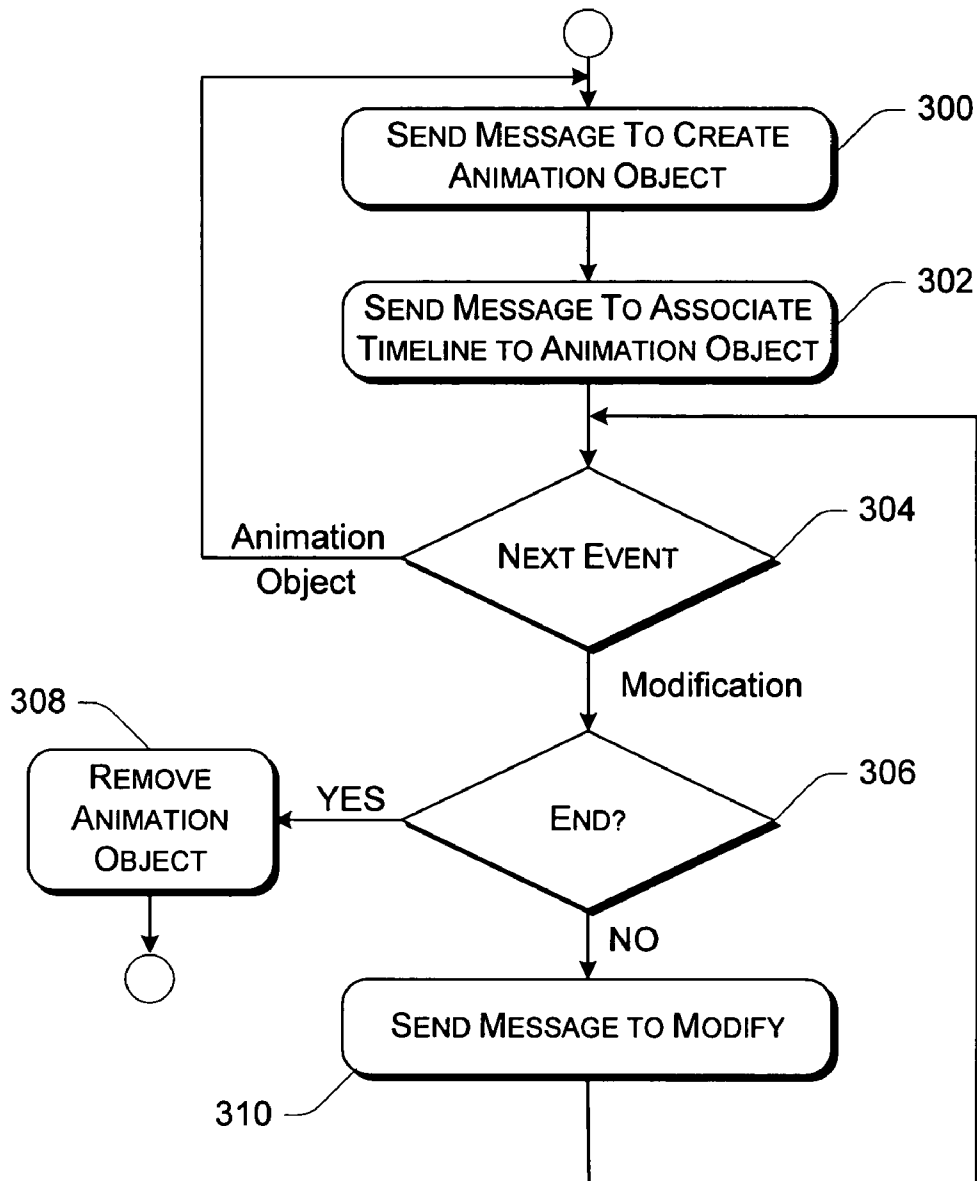 SEND MESSAGE TO CREATE
ANIMATION OBJECT
300
SEND MESSAGE TO ASSOCIATE
TIMELINE TO ANIMATION OBJECT
302
Animation
Object
NEXT EVENT
304
Modification
308
REMOVE
ANIMATION
OBJECT
YES
END?
306
NO
SEND MESSAGE TO MODIFY
310